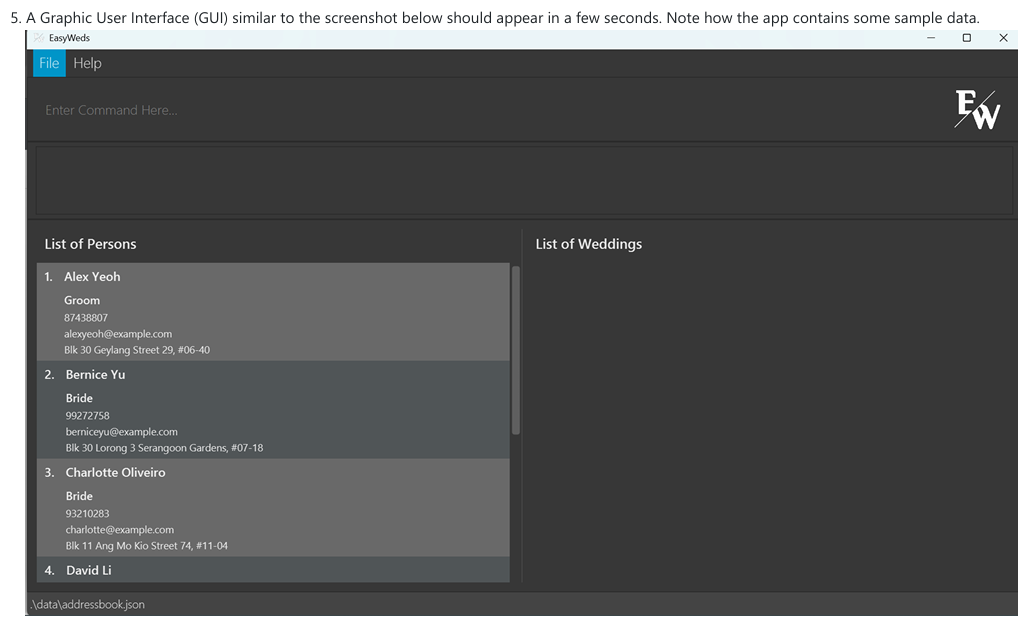 5. A Graphic User Interface (GUI) similar to the screenshot below should appear in a few seconds. Note how the app contains some sample data.
EasyWeds
File Help
Enter Command Here...
EW
List of Persons
1. Alex Yeoh
Groom
87438807
alexyeoh@example.com
Blk 30 Geylang Street 29, #06-40
2. Bernice Yu
Bride
99272758
berniceyu@example.com
Blk 30 Lorong 3 Serangoon Gardens, #07-18
3. Charlotte Oliveiro
Bride
93210283
charlotte@example.com
Blk 11 Ang Mo Kio Street 74, #11-04
4. David Li
List of Weddings
.\data\addressbook.json